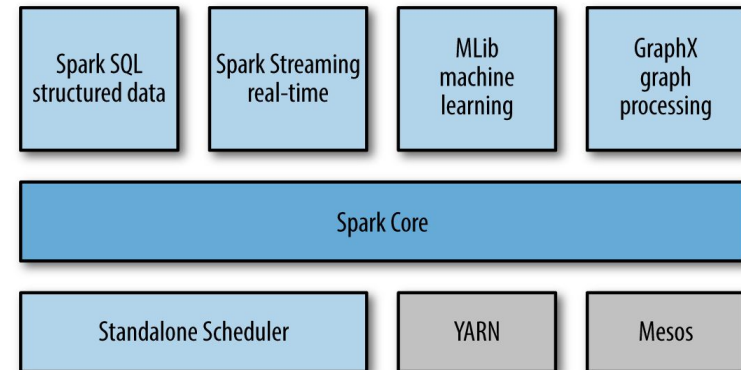 Spark SQL
structured data
Spark Streaming
real-time
MLib
machine
learning
GraphX
graph
processing
Spark Core
Standalone Scheduler
YARN
Mesos